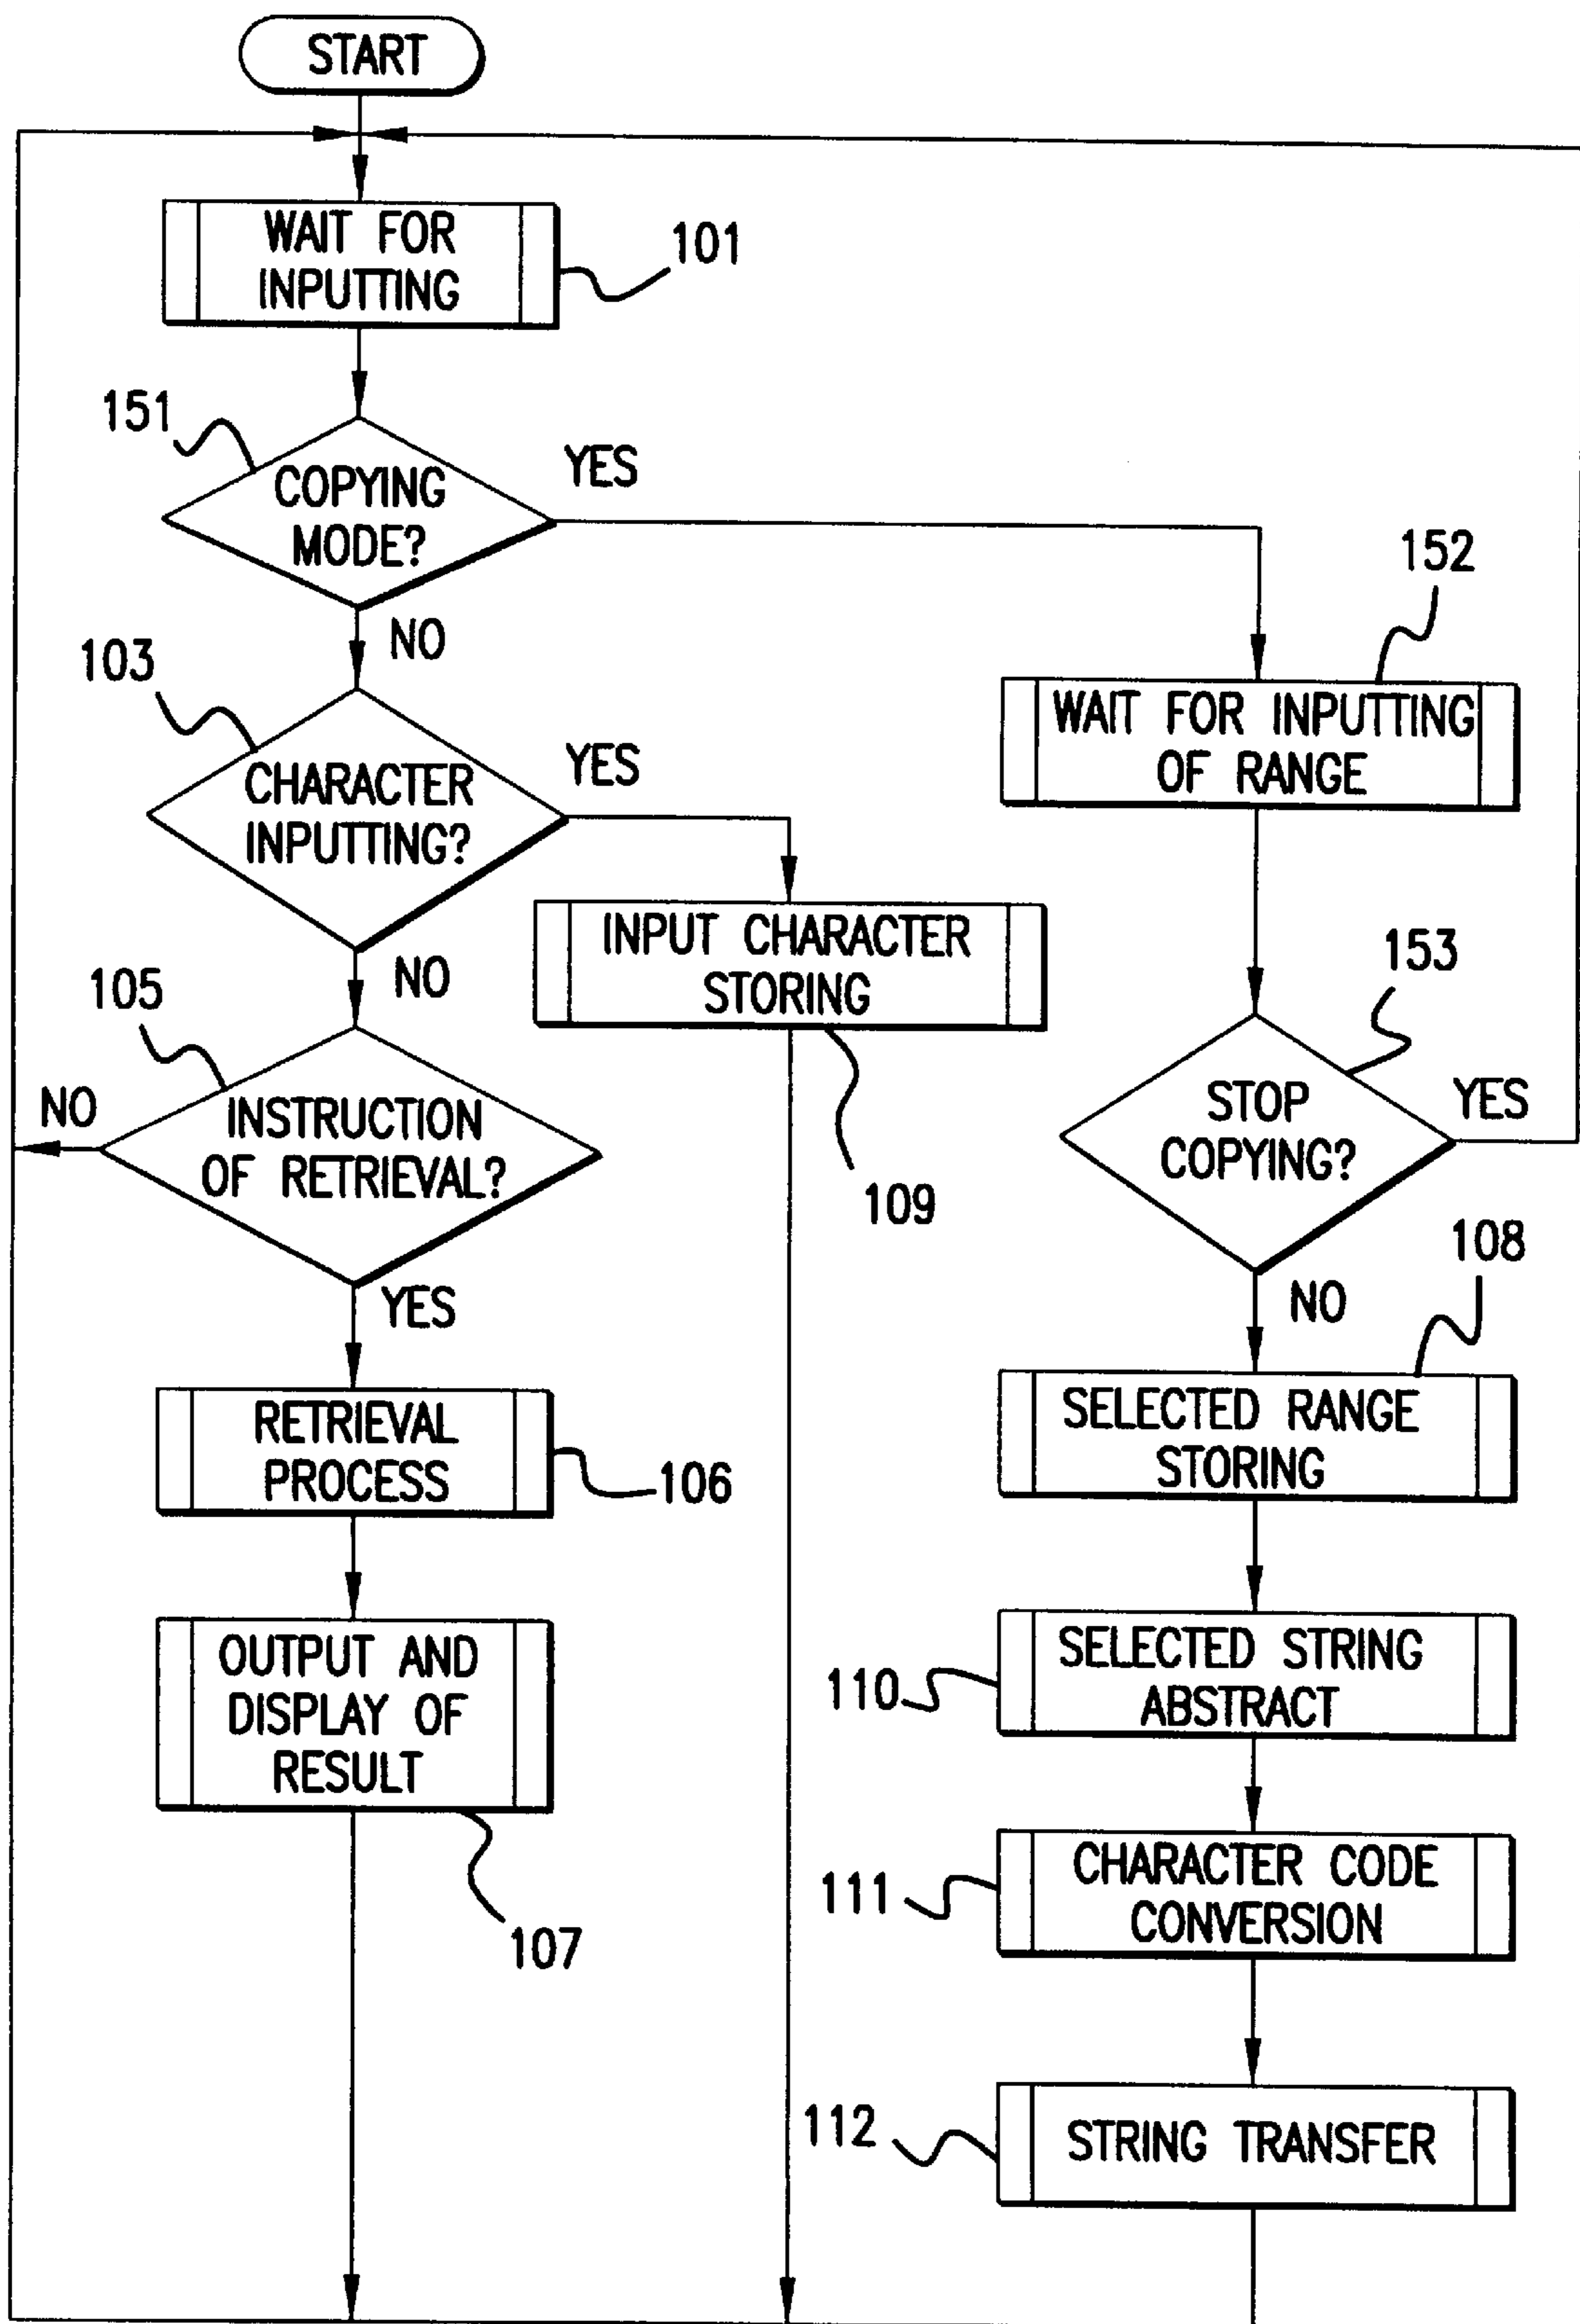 START
WAIT FOR
INPUTTING
101
151
COPYING
MODE?
YES
NO
152
WAIT FOR INPUTTING
OF RANGE
103
CHARACTER
INPUTTING?
YES
NO
INPUT CHARACTER
STORING
109
153
STOP
COPYING?
YES
NO
105
NO
INSTRUCTION
OF RETRIEVAL?
YES
108
SELECTED RANGE
STORING
RETRIEVAL
PROCESS
106
OUTPUT AND
DISPLAY OF
RESULT
107
110
SELECTED STRING
ABSTRACT
111
CHARACTER CODE
CONVERSION
112
STRING TRANSFER